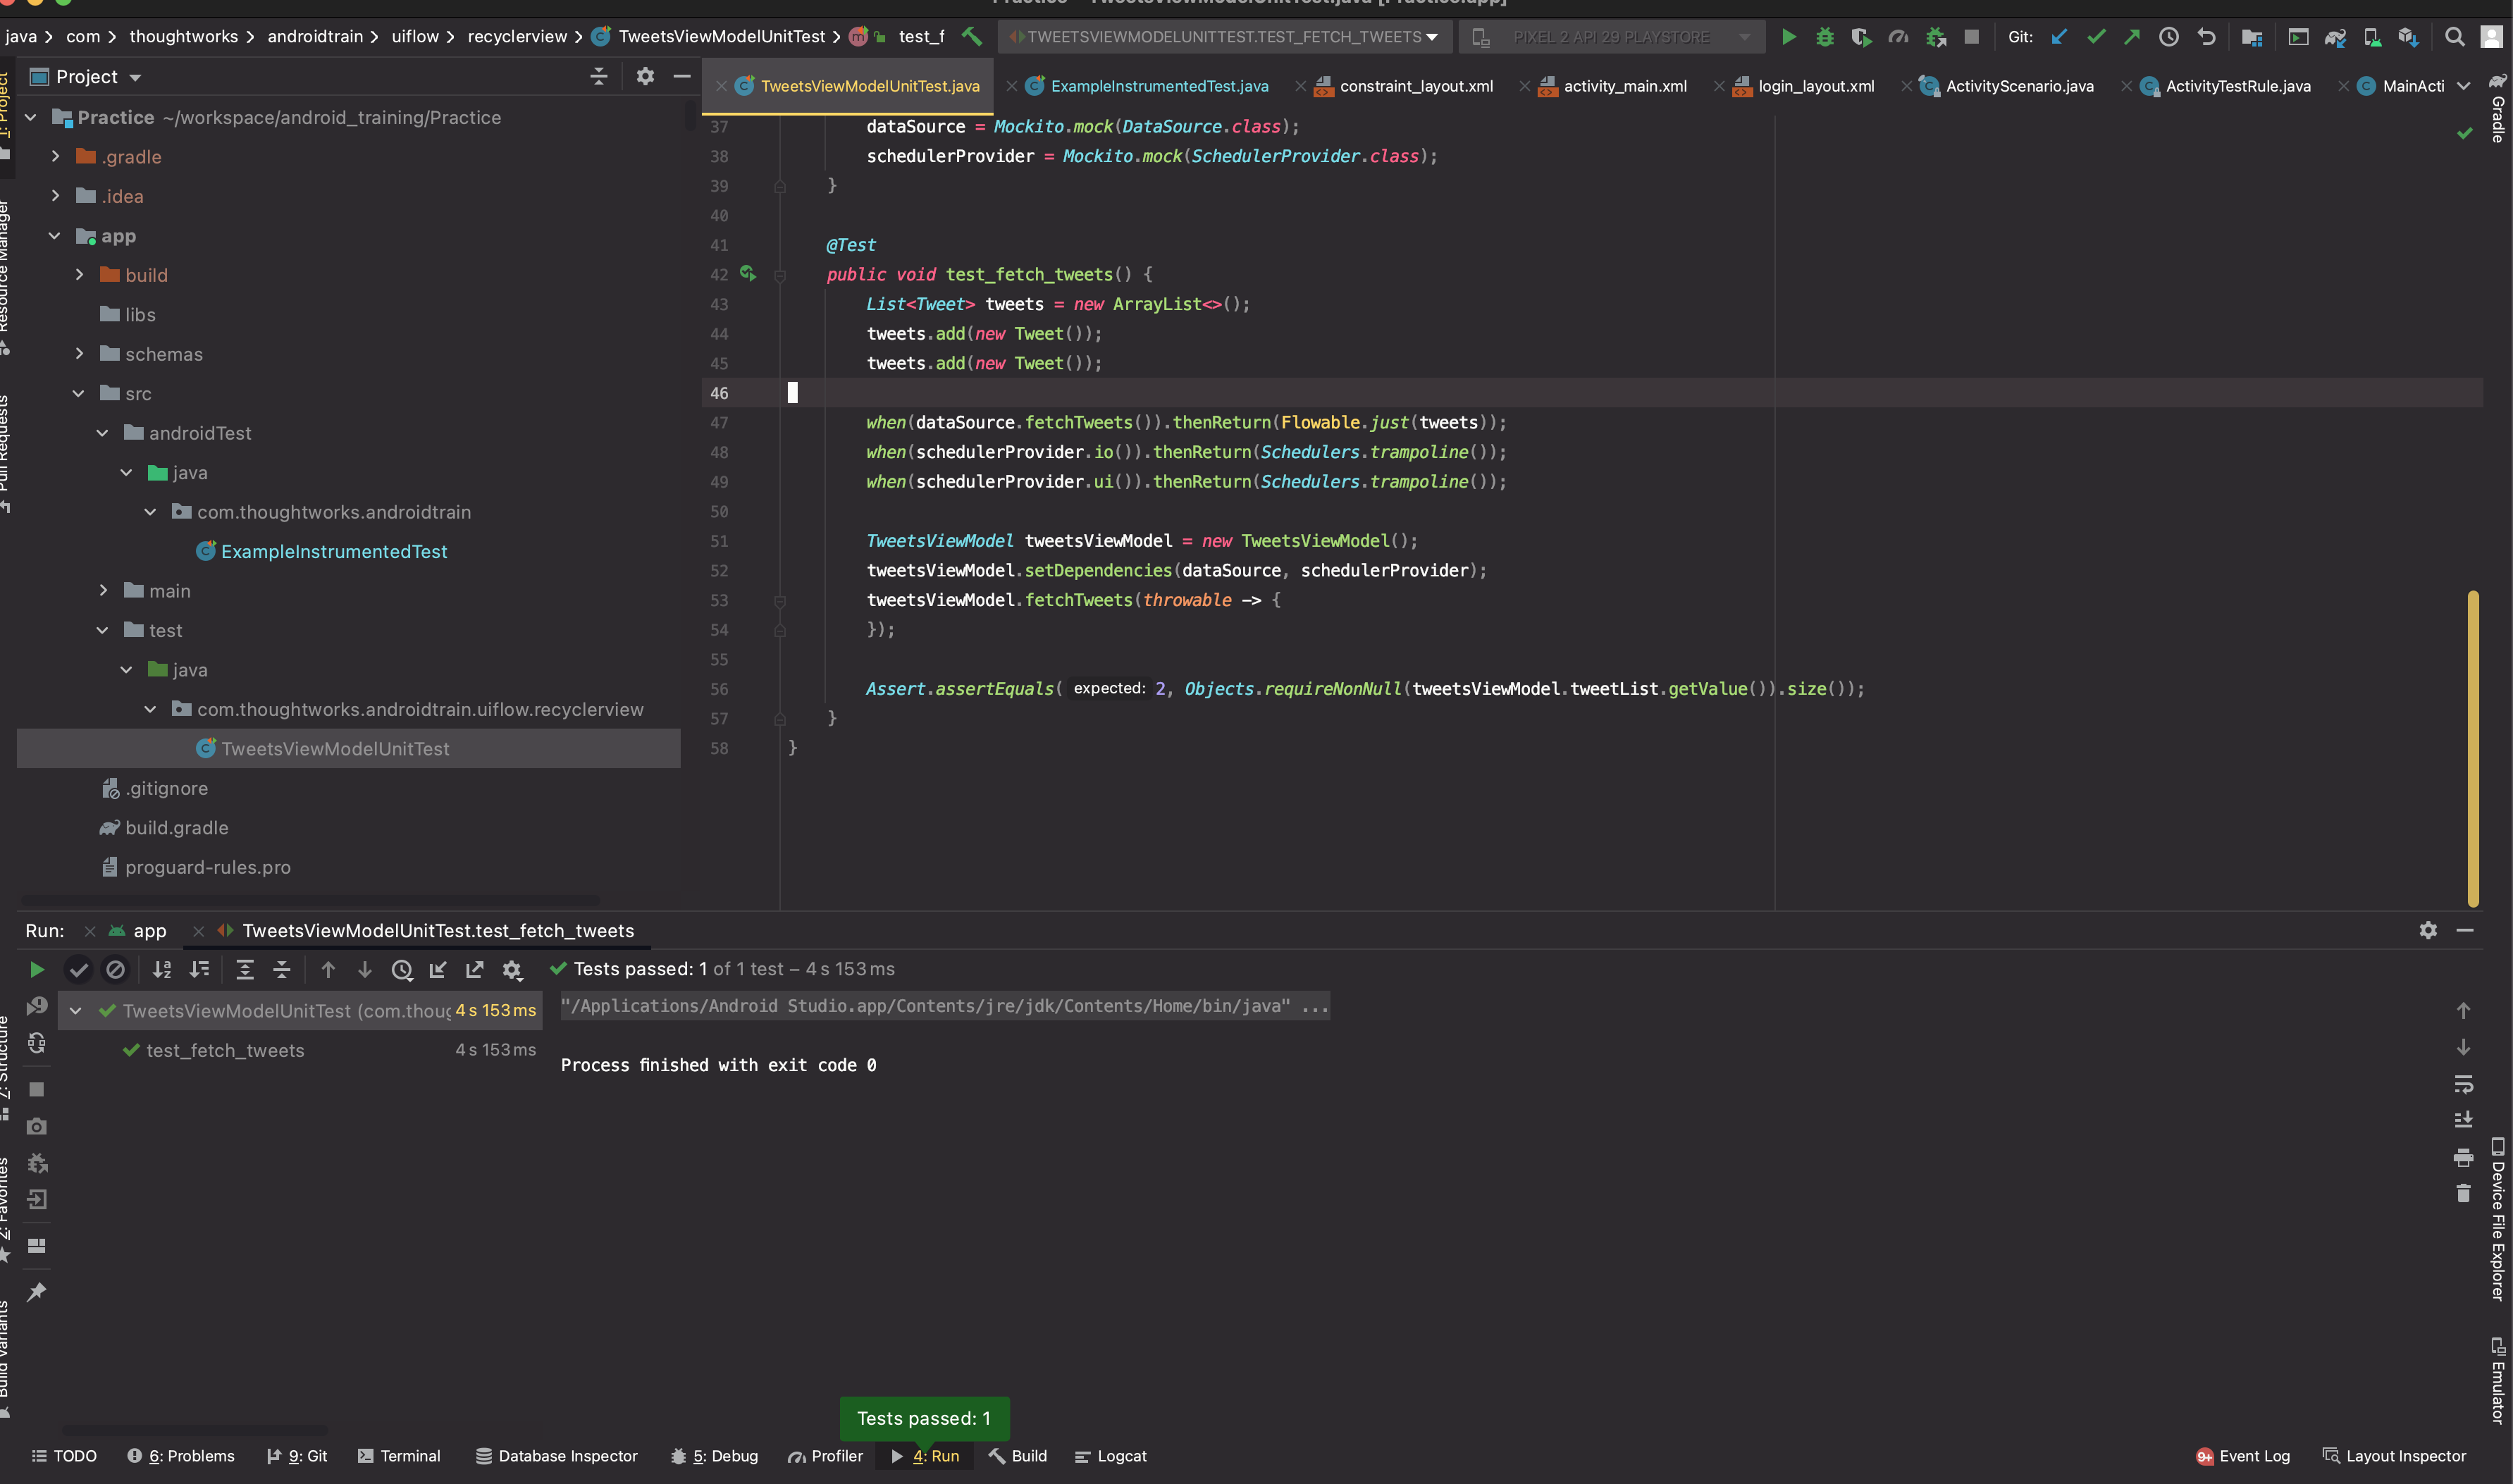 Practice – TweetsViewModelUnitTest.java [Practice.app]
java com thoughtworks androidtrain uiflow recyclerview TweetsViewModelUnitTest test_f
TWEETSVIEWMODELUNITTEST.TEST_FETCH_TWEETS
PIXEL 2 API 29 PLAYSTORE
Git:
1: Project
Resource Manager
Pull Requests
7: Structure
2: Favorites
Build Variants
Project
Practice ~/workspace/android_training/Practice
.gradle
.idea
app
build
libs
schemas
src
androidTest
java
com.thoughtworks.androidtrain
ExampleInstrumentedTest
main
test
java
com.thoughtworks.androidtrain.uiflow.recyclerview
TweetsViewModelUnitTest
.gitignore
build.gradle
proguard-rules.pro
TweetsViewModelUnitTest.java ExampleInstrumentedTest.java constraint_layout.xml activity_main.xml login_layout.xml ActivityScenario.java ActivityTestRule.java MainActi
37 dataSource = Mockito.mock(DataSource.class);
38 schedulerProvider = Mockito.mock(SchedulerProvider.class);
39 }
40
41 @Test
42 public void test_fetch_tweets() {
43 List<Tweet> tweets = new ArrayList<>();
44 tweets.add(new Tweet());
45 tweets.add(new Tweet());
46
47 when(dataSource.fetchTweets()).thenReturn(Flowable.just(tweets));
48 when(schedulerProvider.io()).thenReturn(Schedulers.trampoline());
49 when(schedulerProvider.ui()).thenReturn(Schedulers.trampoline());
50
51 TweetsViewModel tweetsViewModel = new TweetsViewModel();
52 tweetsViewModel.setDependencies(dataSource, schedulerProvider);
53 tweetsViewModel.fetchTweets(throwable -> {
54 });
55
56 Assert.assertEquals( expected: 2, Objects.requireNonNull(tweetsViewModel.tweetList.getValue()).size());
57 }
58 }
Gradle
Device File Explorer
Emulator
Run: app TweetsViewModelUnitTest.test_fetch_tweets
Tests passed: 1 of 1 test – 4 s 153 ms
TweetsViewModelUnitTest (com.thoug 4 s 153 ms
test_fetch_tweets 4 s 153 ms
"/Applications/Android Studio.app/Contents/jre/jdk/Contents/Home/bin/java" ...
Process finished with exit code 0
Tests passed: 1
TODO 6: Problems 9: Git Terminal Database Inspector 5: Debug Profiler 4: Run Build Logcat 9+ Event Log Layout Inspector